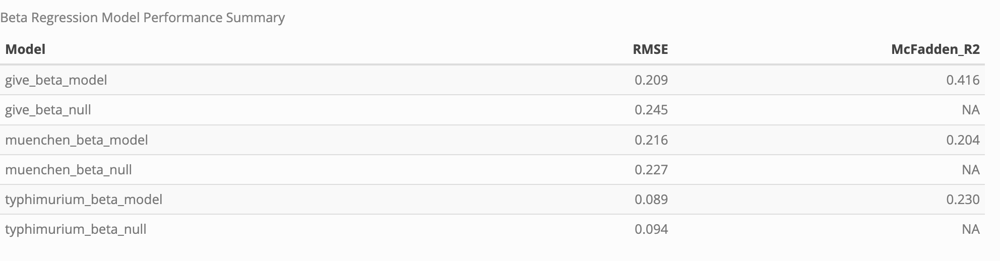 Beta Regression Model Performance Summary
Model RMSE McFadden_R2
give_beta_model 0.209 0.416
give_beta_null 0.245 NA
muenchen_beta_model 0.216 0.204
muenchen_beta_null 0.227 NA
typhimurium_beta_model 0.089 0.230
typhimurium_beta_null 0.094 NA